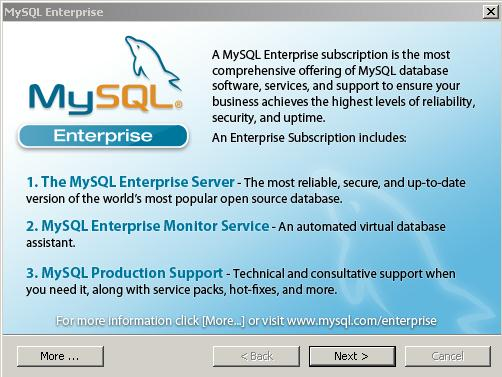 MySQL Enterprise
MySQL®
Enterprise
A MySQL Enterprise subscription is the most
comprehensive offering of MySQL database
software, services, and support to ensure your
business achieves the highest levels of reliability,
security, and uptime.
An Enterprise Subscription includes:
1. The MySQL Enterprise Server - The most reliable, secure, and up-to-date
version of the world's most popular open source database.
2. MySQL Enterprise Monitor Service - An automated virtual database
assistant.
3. MySQL Production Support - Technical and consultative support when
you need it, along with service packs, hot-fixes, and more.
For more information click [More...] or visit www.mysql.com/enterprise
More ...
< Back
Next >
Cancel